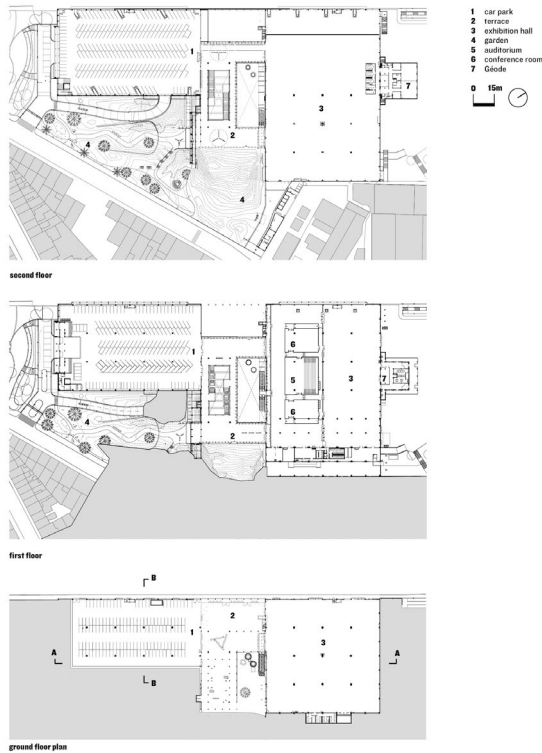 1 car park
2 terrace
3 exhibition hall
4 garden
5 auditorium
6 conference room
7 Géode
0 15m
1
7
3
2
4
4
second floor
1
6
5
3
7
6
4
2
first floor
B
2
1
3
A
A
B
ground floor plan